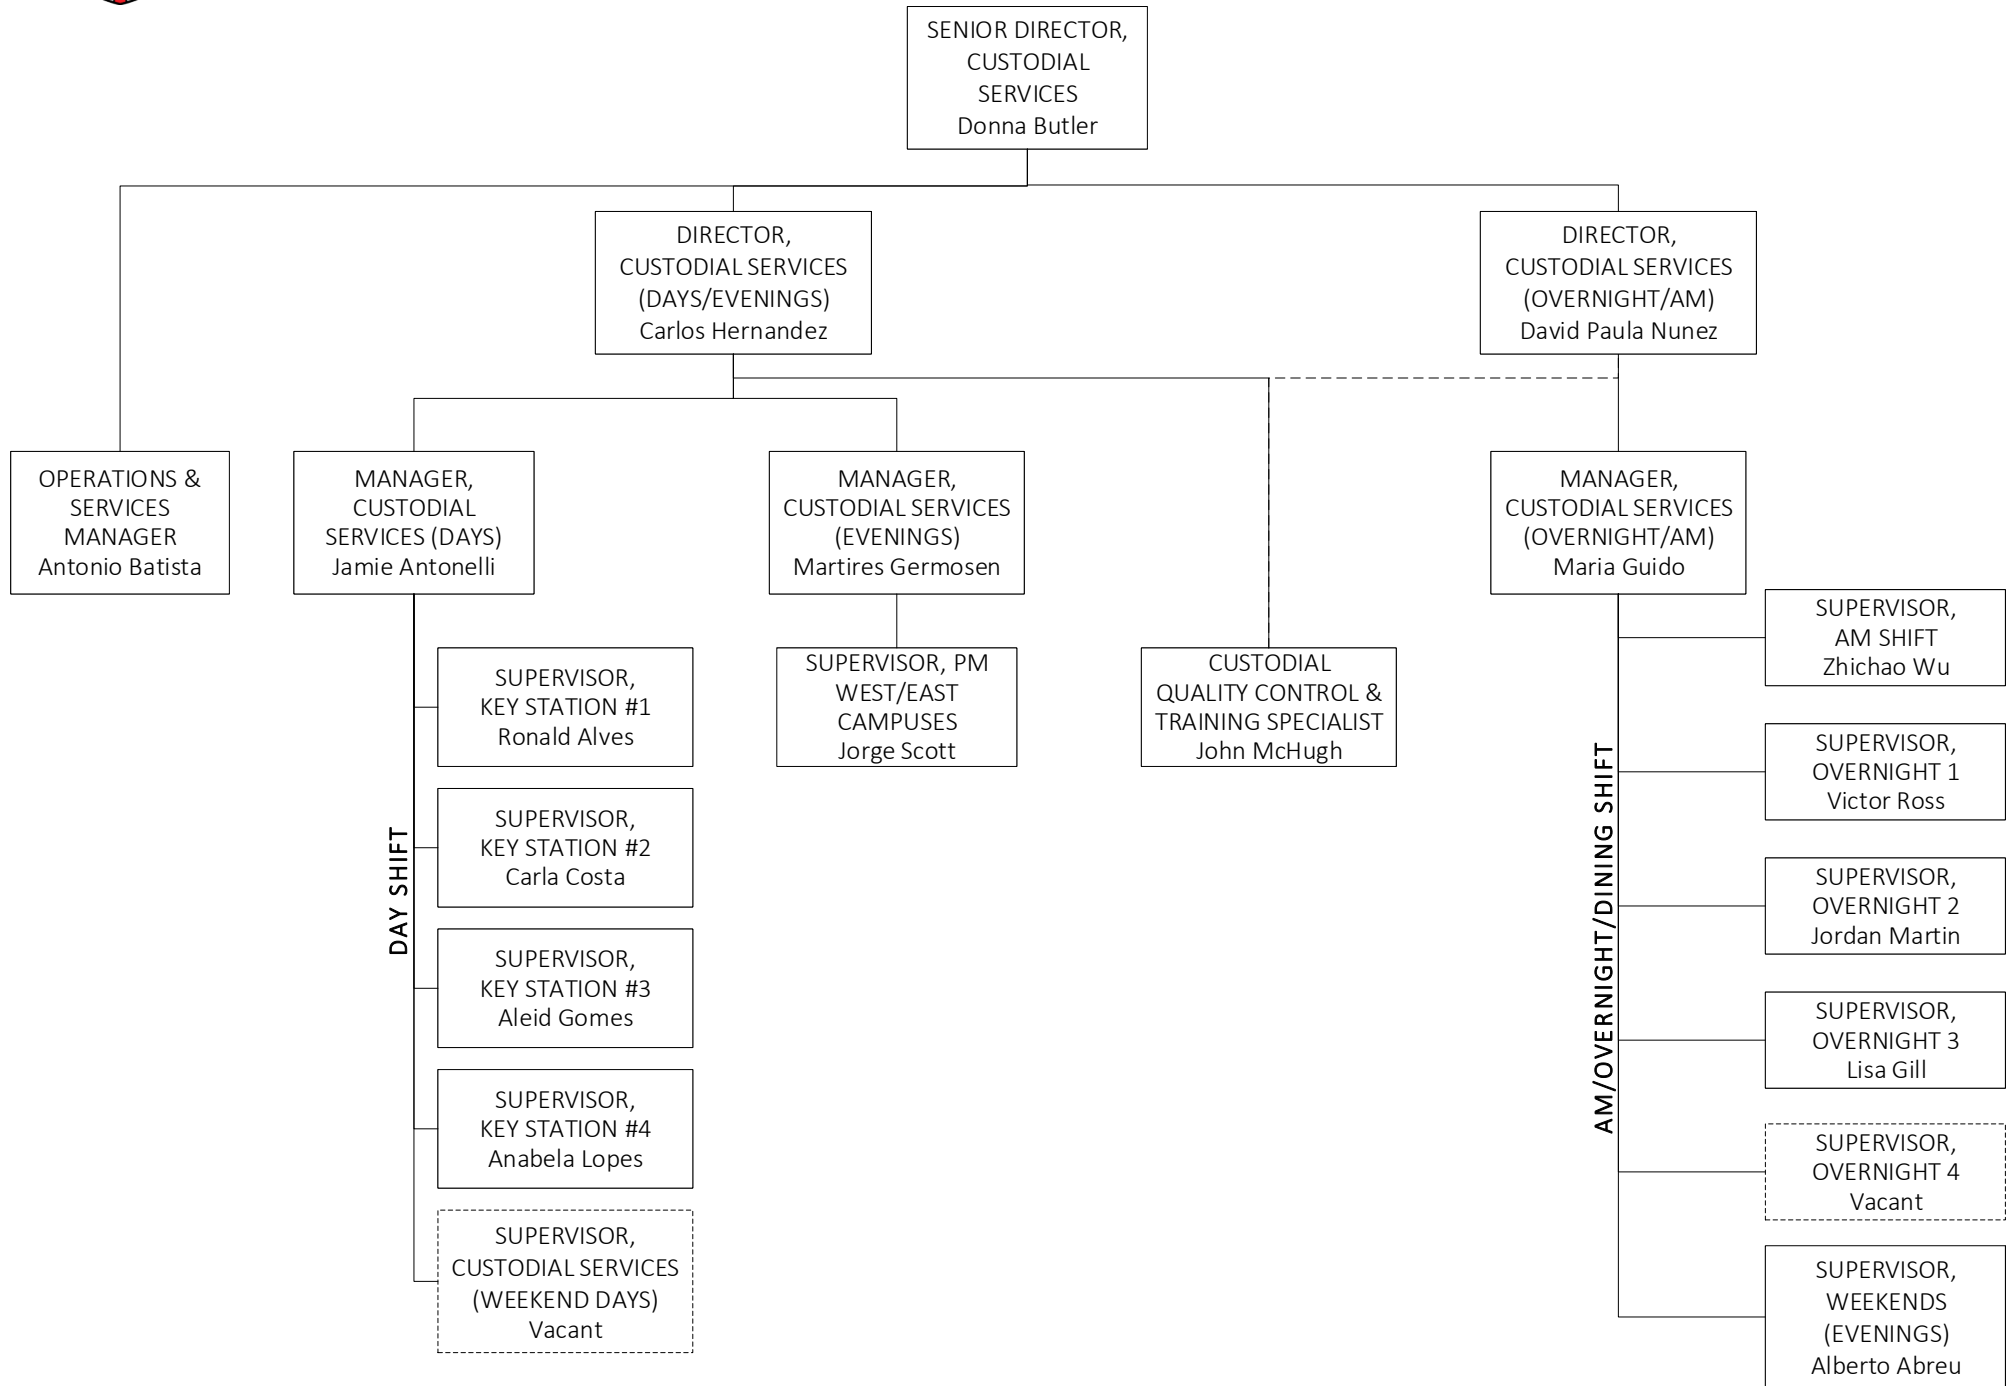 SENIOR DIRECTOR,
CUSTODIAL
SERVICES
Donna Butler
DIRECTOR,
CUSTODIAL SERVICES
(DAYS/EVENINGS)
Carlos Hernandez
DIRECTOR,
CUSTODIAL SERVICES
(OVERNIGHT/AM)
David Paula Nunez
OPERATIONS &
SERVICES
MANAGER
Antonio Batista
MANAGER,
CUSTODIAL
SERVICES (DAYS)
Jamie Antonelli
MANAGER,
CUSTODIAL SERVICES
(EVENINGS)
Martires Germosen
MANAGER,
CUSTODIAL SERVICES
(OVERNIGHT/AM)
Maria Guido
DAY SHIFT
SUPERVISOR,
KEY STATION #1
Ronald Alves
SUPERVISOR,
KEY STATION #2
Carla Costa
SUPERVISOR,
KEY STATION #3
Aleid Gomes
SUPERVISOR,
KEY STATION #4
Anabela Lopes
SUPERVISOR,
CUSTODIAL SERVICES
(WEEKEND DAYS)
Vacant
SUPERVISOR, PM
WEST/EAST
CAMPUSES
Jorge Scott
CUSTODIAL
QUALITY CONTROL &
TRAINING SPECIALIST
John McHugh
AM/OVERNIGHT/DINING SHIFT
SUPERVISOR,
AM SHIFT
Zhichao Wu
SUPERVISOR,
OVERNIGHT 1
Victor Ross
SUPERVISOR,
OVERNIGHT 2
Jordan Martin
SUPERVISOR,
OVERNIGHT 3
Lisa Gill
SUPERVISOR,
OVERNIGHT 4
Vacant
SUPERVISOR,
WEEKENDS
(EVENINGS)
Alberto Abreu